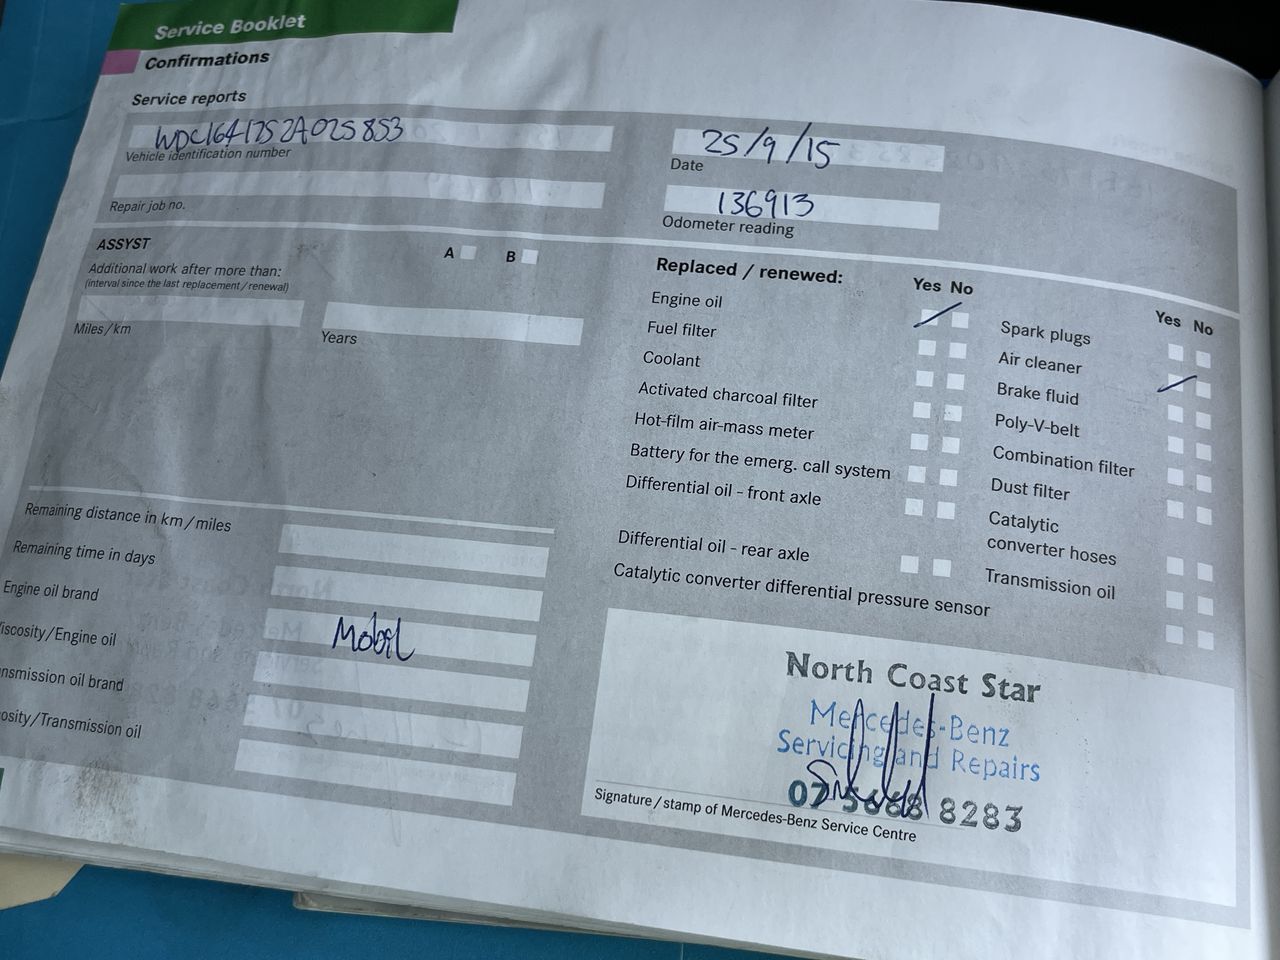 Service Booklet
Confirmations
Service reports
WDC1641752A025853
Vehicle identification number
25/9/15
Date
Repair job no.
136913
Odometer reading
ASSYST
A
B
Additional work after more than:
(interval since the last replacement/renewal)
Miles/km
Years
Replaced / renewed:
Yes No
Engine oil
Fuel filter
Coolant
Activated charcoal filter
Hot-film air-mass meter
Battery for the emerg. call system
Differential oil - front axle
Differential oil - rear axle
Catalytic converter differential pressure sensor
Yes No
Spark plugs
Air cleaner
Brake fluid
Poly-V-belt
Combination filter
Dust filter
Catalytic
converter hoses
Transmission oil
Remaining distance in km/miles
Remaining time in days
Engine oil brand
Mobil
iscosity/Engine oil
nsmission oil brand
osity/Transmission oil
North Coast Star
Mercedes-Benz
Servicing and Repairs
07 5688 8283
Signature/stamp of Mercedes-Benz Service Centre